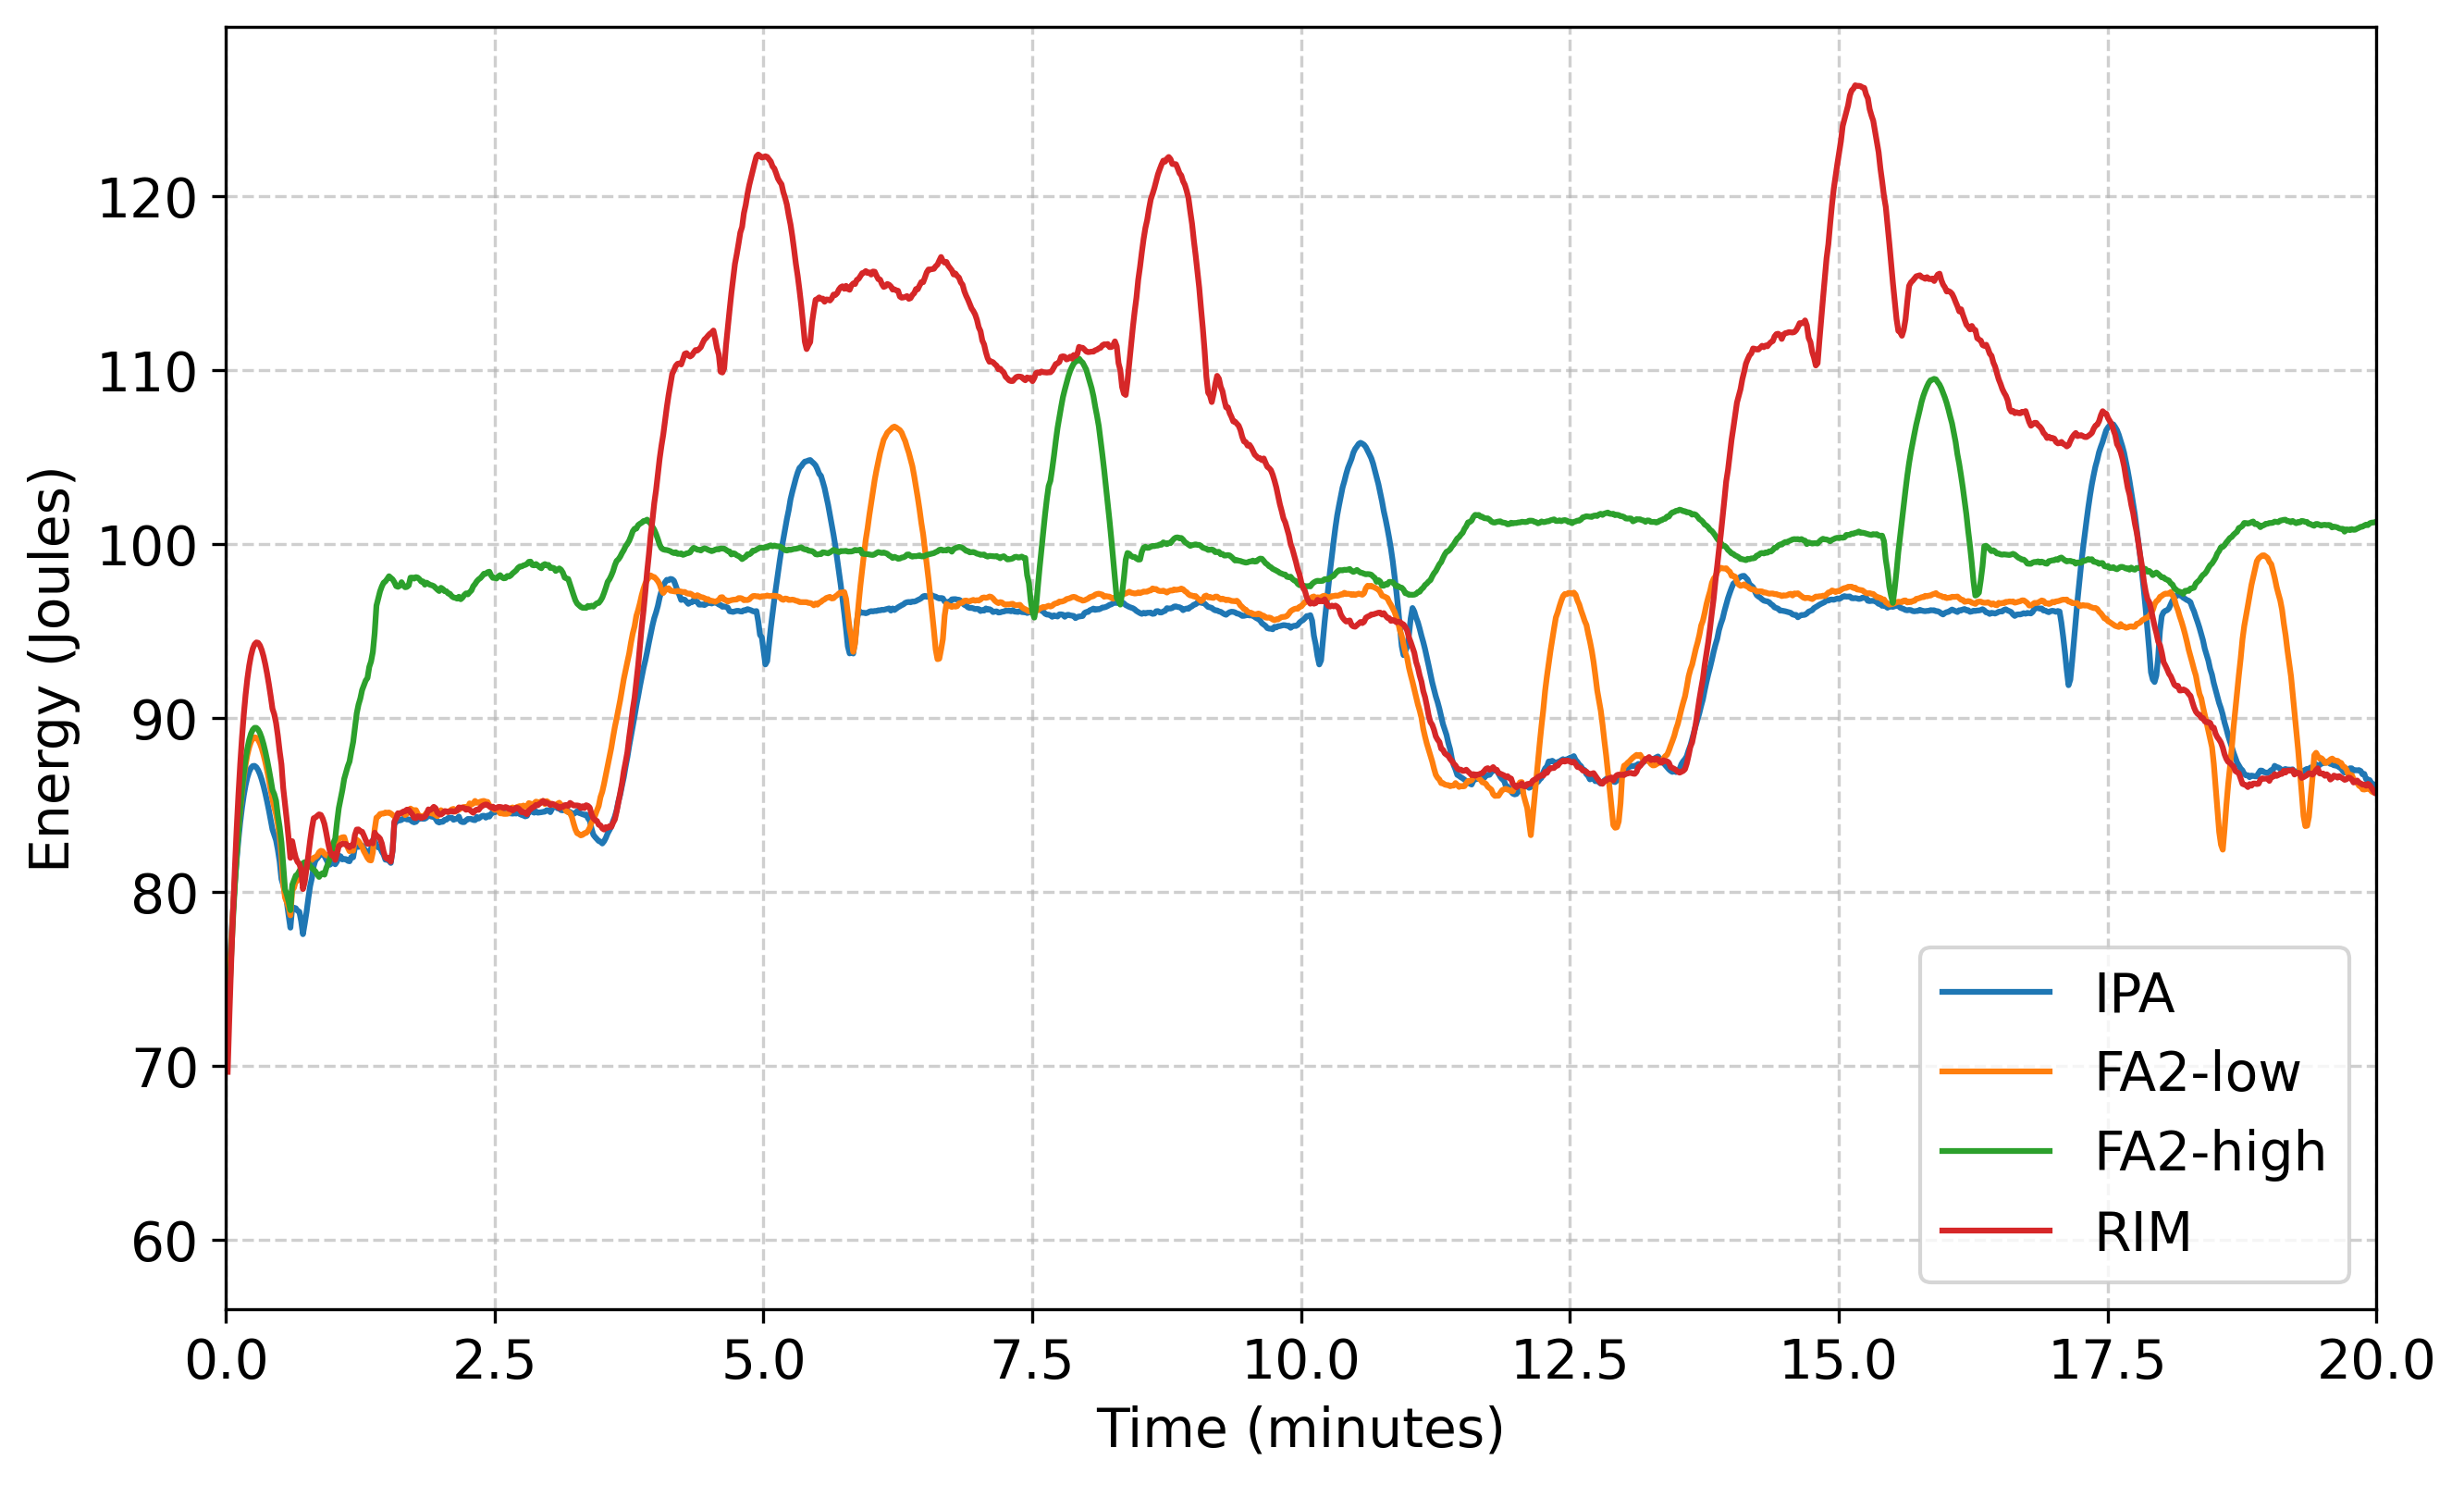 Energy (Joules)
120
110
100
90
80
70
60
0.0 2.5 5.0 7.5 10.0 12.5 15.0 17.5 20.0
Time (minutes)
IPA
FA2-low
FA2-high
RIM